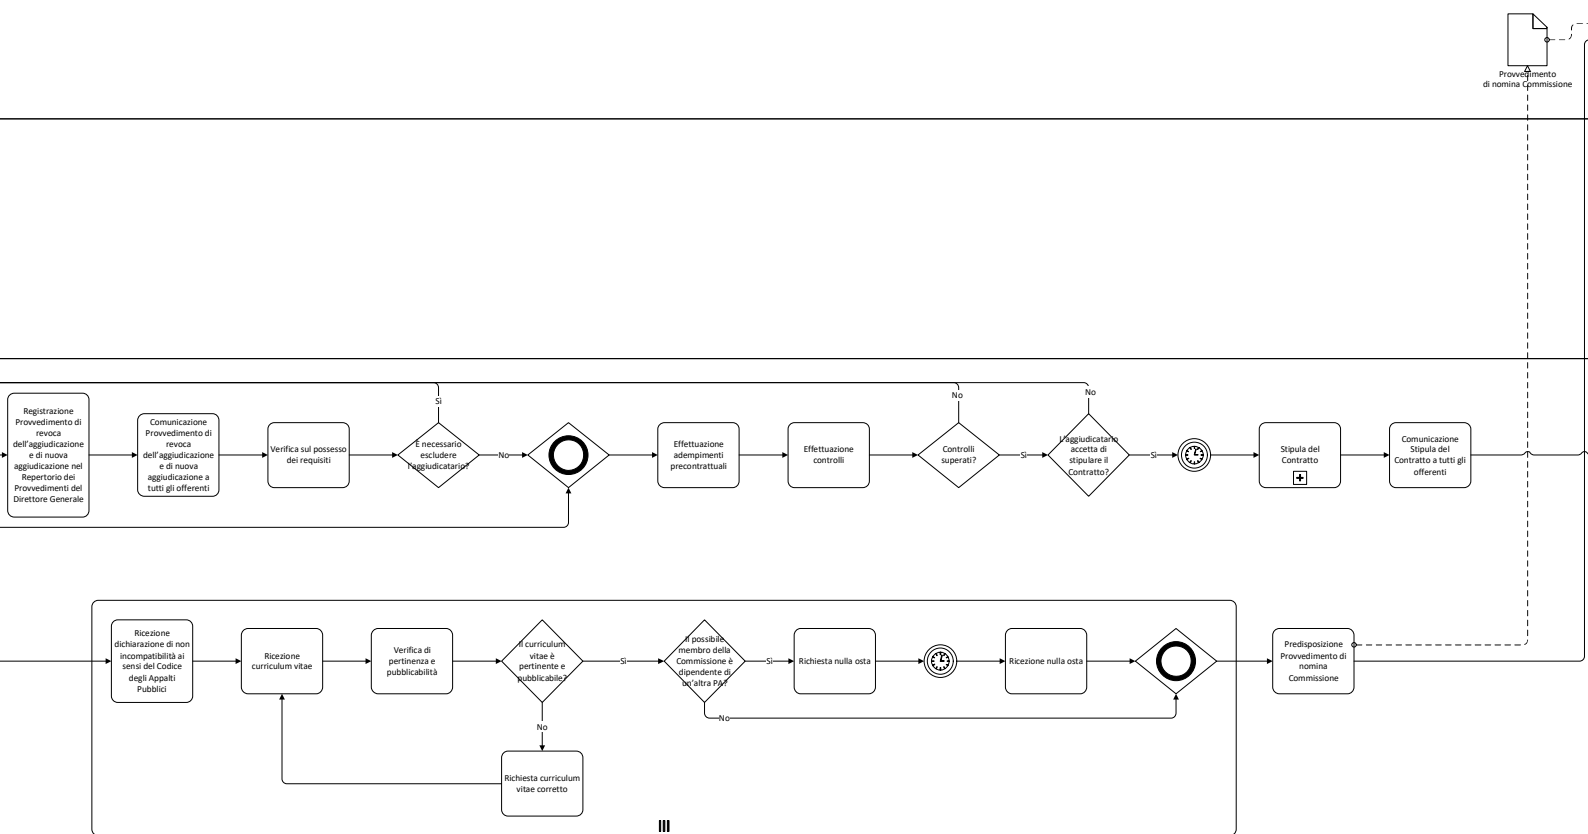 Provvedimento
di nomina Commissione
Sì
No
No
Registrazione
Provvedimento di
revoca
dell'aggiudicazione
e di nuova
aggiudicazione nel
Repertorio dei
Provvedimenti del
Direttore Generale
Comunicazione
Provvedimento di
revoca
dell'aggiudicazione
e di nuova
aggiudicazione a
tutti gli offerenti
Verifica sul possesso
dei requisiti
È necessario
escludere
l'aggiudicatario?
No
Effettuazione
adempimenti
precontrattuali
Effettuazione
controlli
Controlli
superati?
Sì
L'aggiudicatario
accetta di
stipulare il
Contratto?
Sì
Stipula del
Contratto
Comunicazione
Stipula del
Contratto a tutti gli
offerenti
Ricezione
dichiarazione di non
incompatibilità ai
sensi del Codice
degli Appalti
Pubblici
Ricezione
curriculum vitae
Verifica di
pertinenza e
pubblicabilità
Il curriculum
vitae è
pertinente e
pubblicabile?
Sì
Il possibile
membro della
Commissione è
dipendente di
un'altra PA?
Sì
Richiesta nulla osta
Ricezione nulla osta
Predisposizione
Provvedimento di
nomina
Commissione
No
No
Richiesta curriculum
vitae corretto